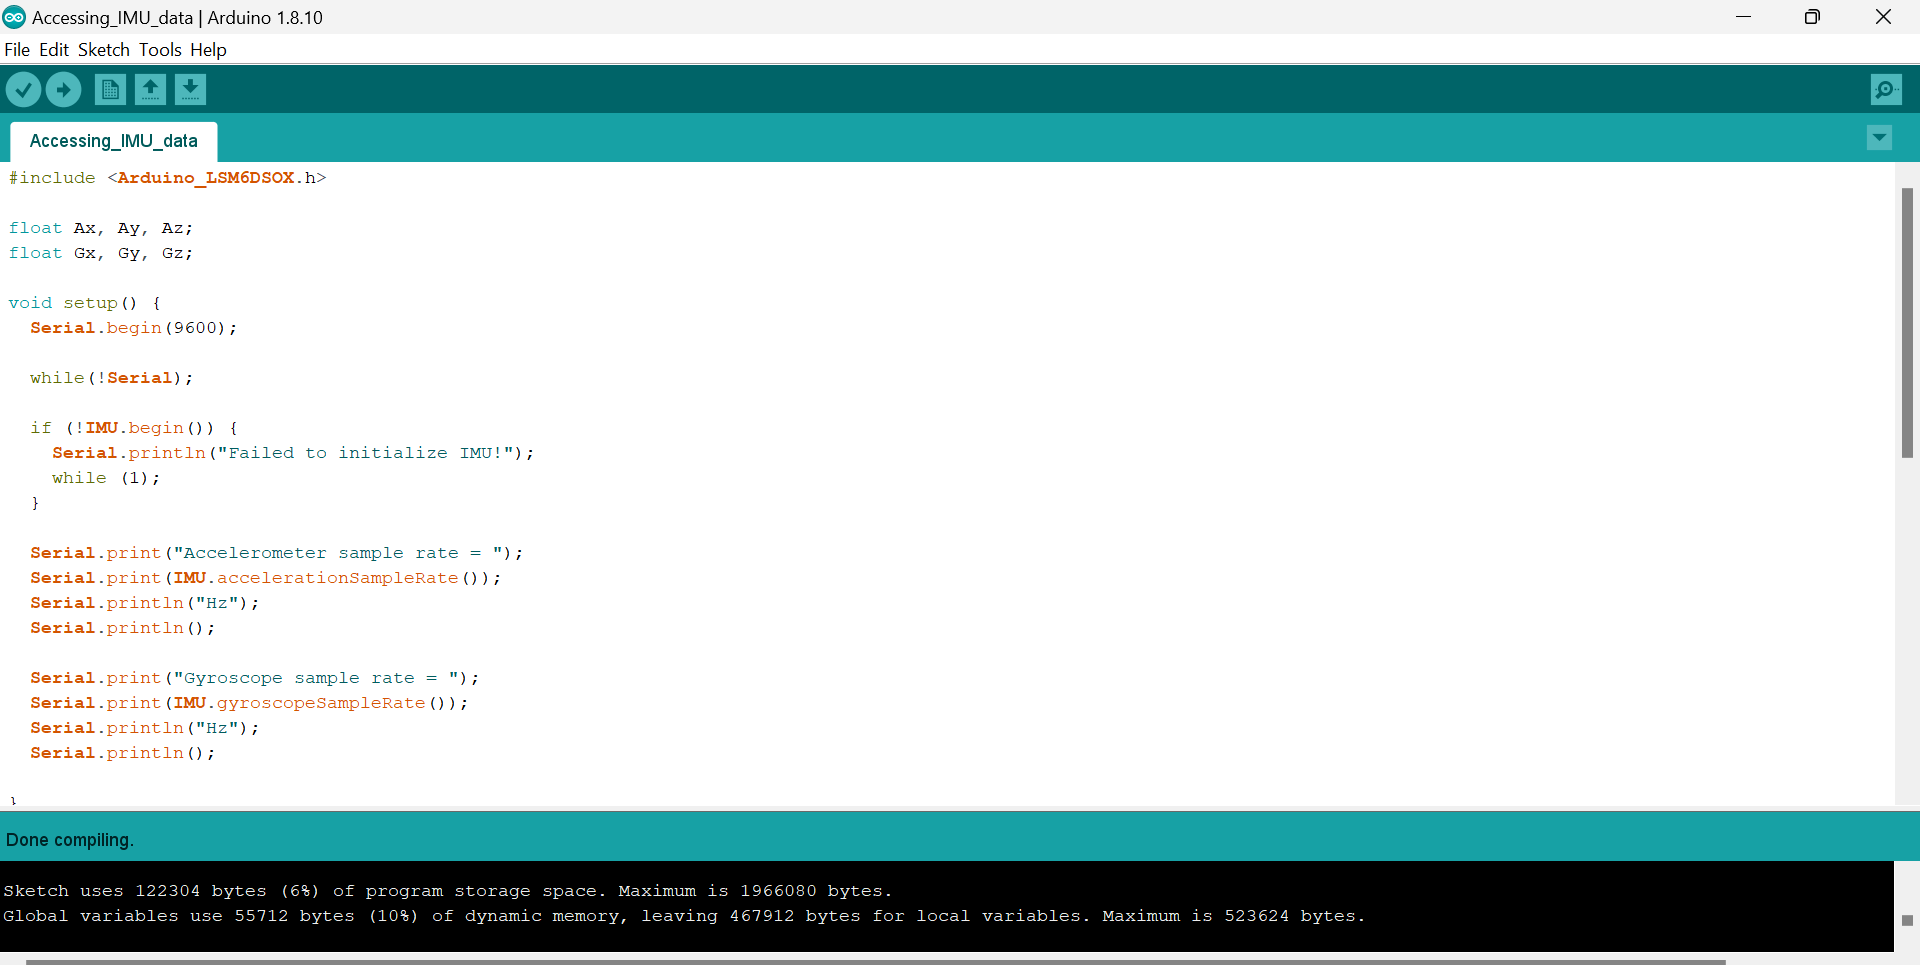 Accessing_IMU_data | Arduino 1.8.10
File Edit Sketch Tools Help
Accessing_IMU_data
#include <Arduino_LSM6DSOX.h>
float Ax, Ay, Az;
float Gx, Gy, Gz;
void setup() {
  Serial.begin(9600);
  while(!Serial);
  if (!IMU.begin()) {
    Serial.println("Failed to initialize IMU!");
    while (1);
  }
  Serial.print("Accelerometer sample rate = ");
  Serial.print(IMU.accelerationSampleRate());
  Serial.println("Hz");
  Serial.println();
  Serial.print("Gyroscope sample rate = ");
  Serial.print(IMU.gyroscopeSampleRate());
  Serial.println("Hz");
  Serial.println();
}
Done compiling.
Sketch uses 122304 bytes (6%) of program storage space. Maximum is 1966080 bytes.
Global variables use 55712 bytes (10%) of dynamic memory, leaving 467912 bytes for local variables. Maximum is 523624 bytes.